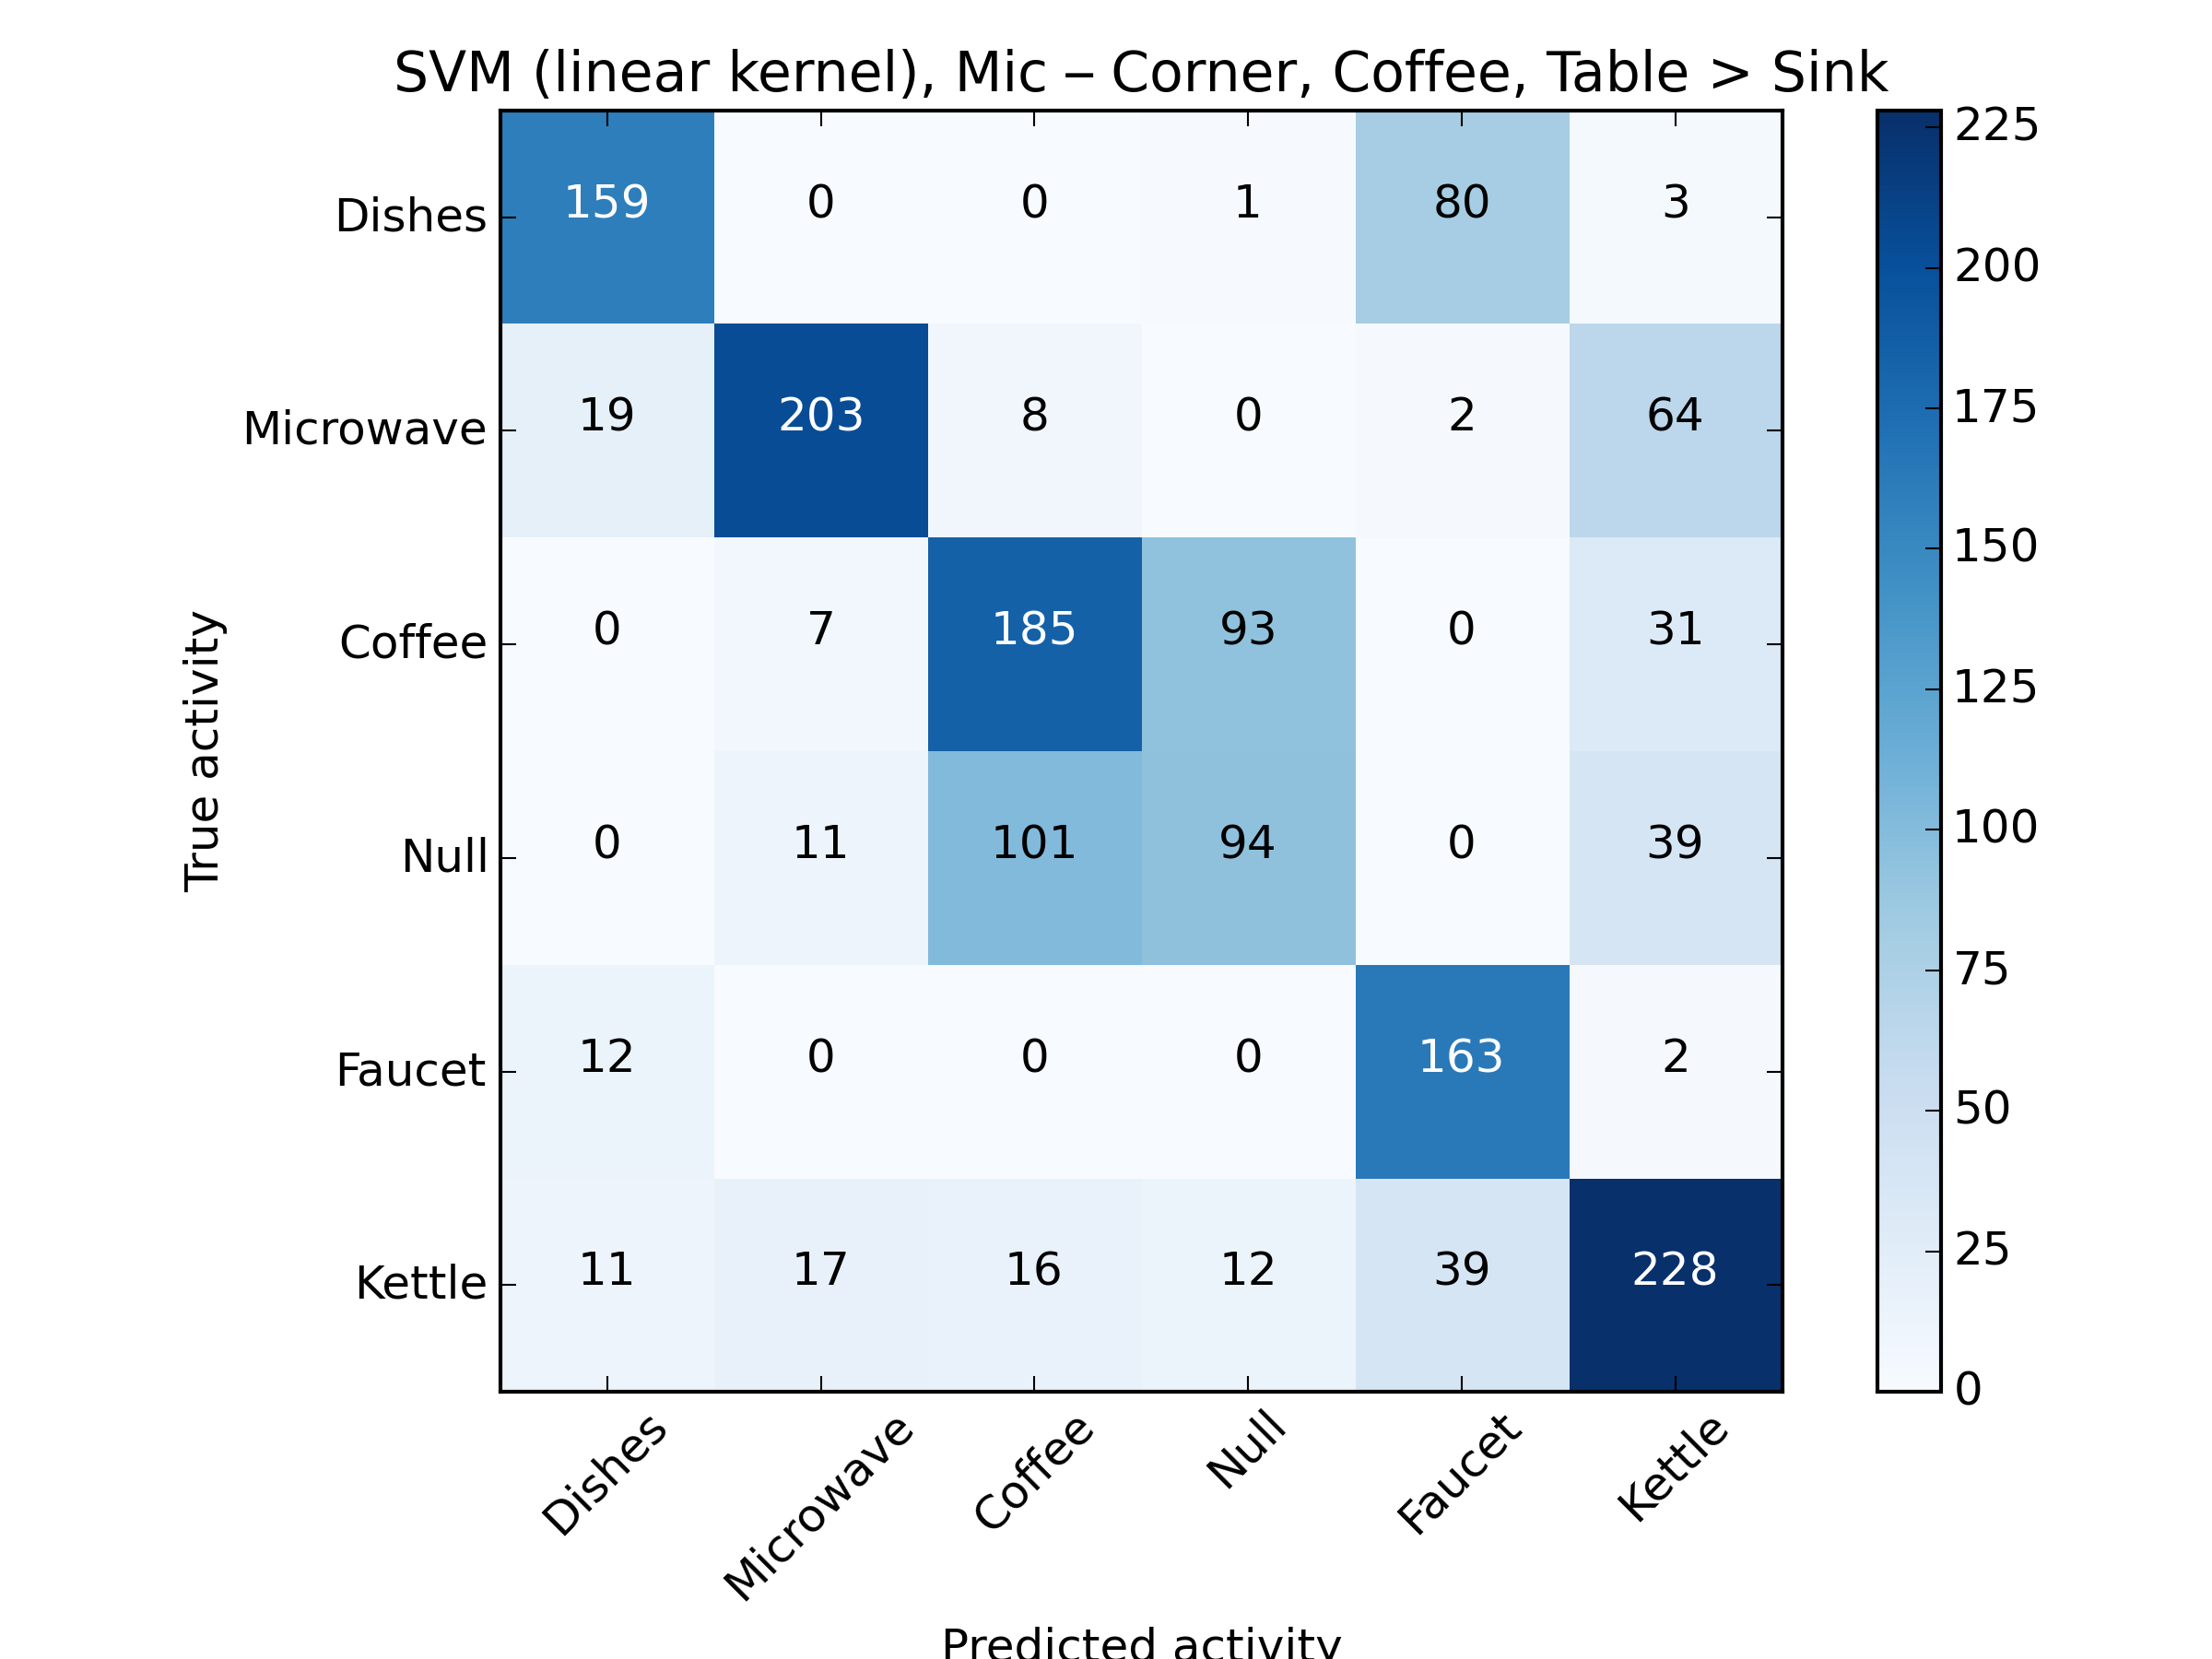 SVM (linear kernel), Mic – Corner, Coffee, Table > Sink
Dishes 159 0 0 1 80 3
Microwave 19 203 8 0 2 64
Coffee 0 7 185 93 0 31
Null 0 11 101 94 0 39
Faucet 12 0 0 0 163 2
Kettle 11 17 16 12 39 228
True activity
Dishes Microwave Coffee Null Faucet Kettle
Predicted activity
225
200
175
150
125
100
75
50
25
0